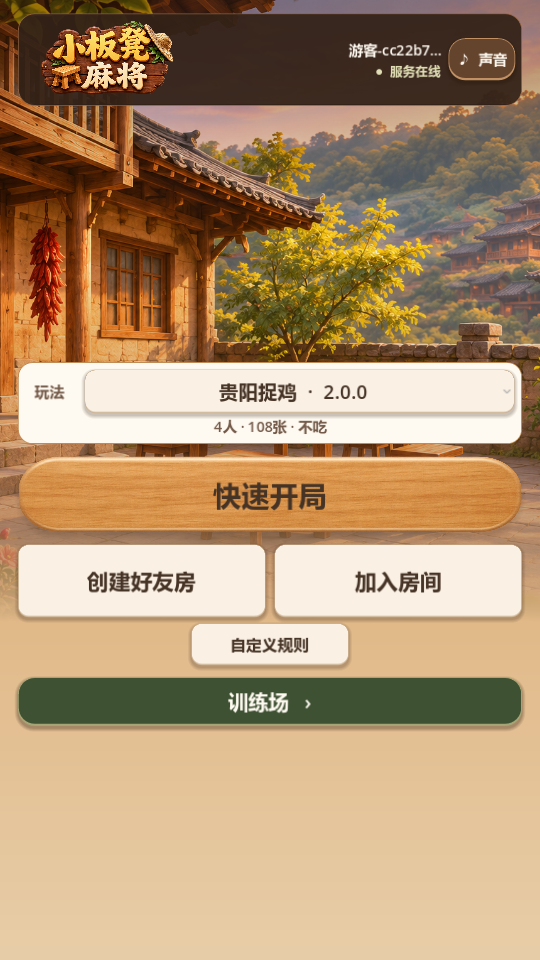 小板凳
麻将
游客-cc22b7...
服务在线
♪ 声音
玩法
贵阳捉鸡 · 2.0.0
4人 · 108张 · 不吃
快速开局
创建好友房
加入房间
自定义规则
训练场 ›